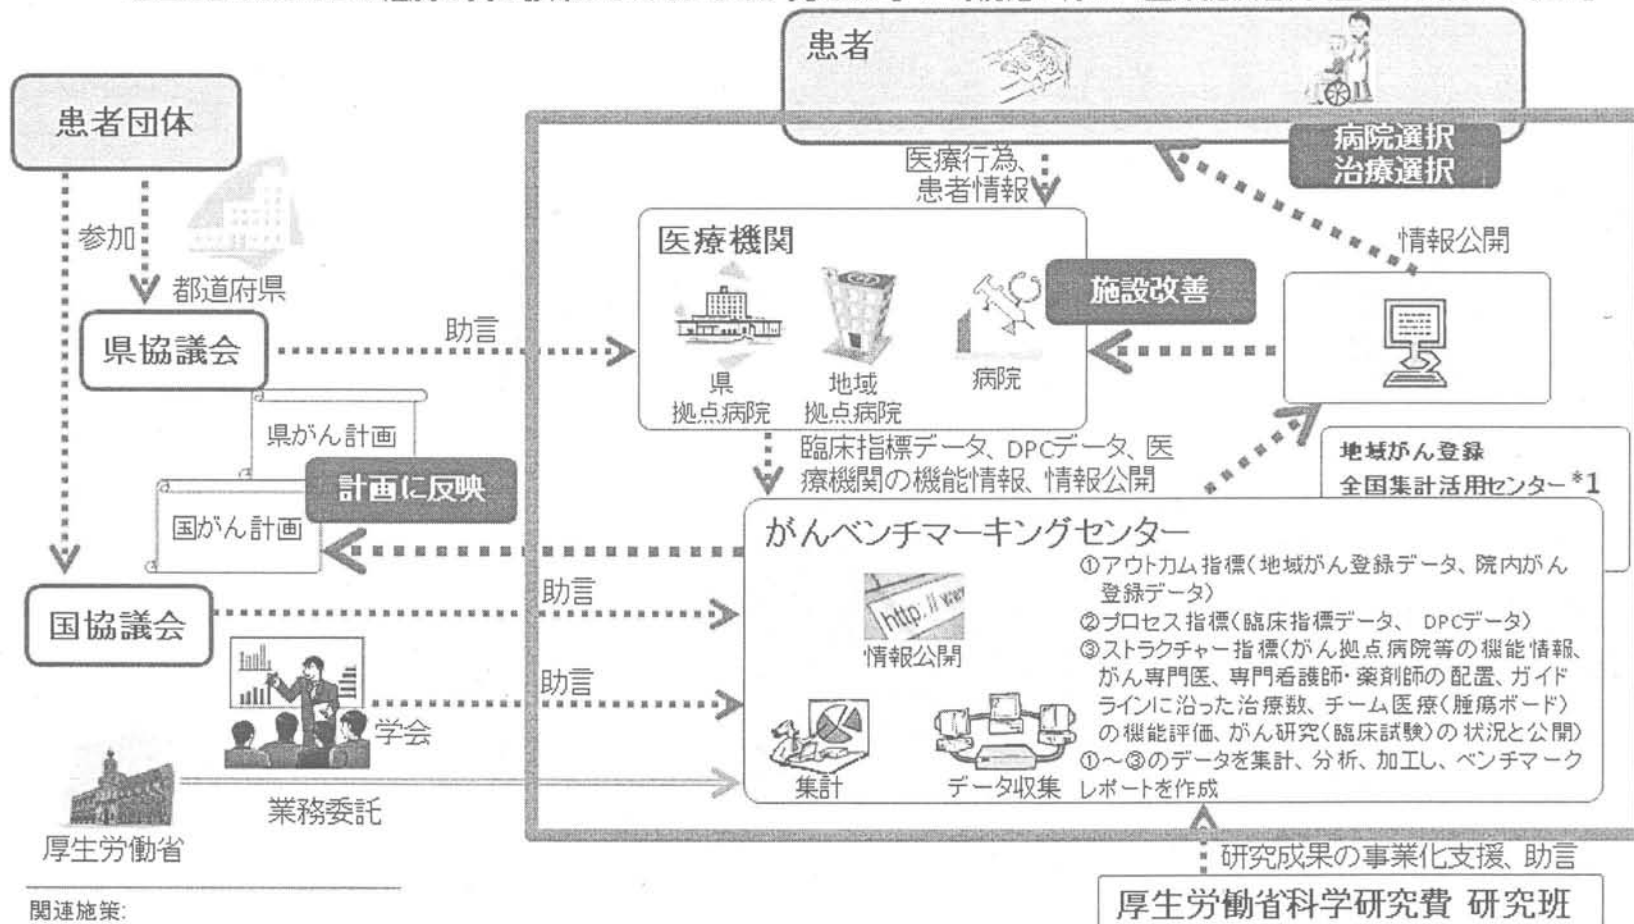 患者
患者団体
病院選択
治療選択
医療行為、
患者情報
参加
都道府県
医療機関
情報公開
施設改善
県協議会
助言
県
拠点病院
地域
拠点病院
病院
県がん計画
臨床指標データ、DPCデータ、医
療機関の機能情報、情報公開
地域がん登録
全国集計活用センター*1
計画に反映
国がん計画
がんベンチマーキングセンター
①アウトカム指標(地域がん登録データ、院内がん
登録データ)
②プロセス指標(臨床指標データ、 DPCデータ)
③ストラクチャー指標(がん拠点病院等の機能情報、
がん専門医、専門看護師・薬剤師の配置、ガイド
ラインに沿った治療数、チーム医療(腫瘍ボード)
の機能評価、がん研究(臨床試験)の状況と公開)
①～③のデータを集計、分析、加工し、ベンチマーク
レポートを作成
http://ww
情報公開
集計
データ収集
国協議会
助言
助言
学会
業務委託
厚生労働省
研究成果の事業化支援、助言
厚生労働省科学研究費 研究班
関連施策: